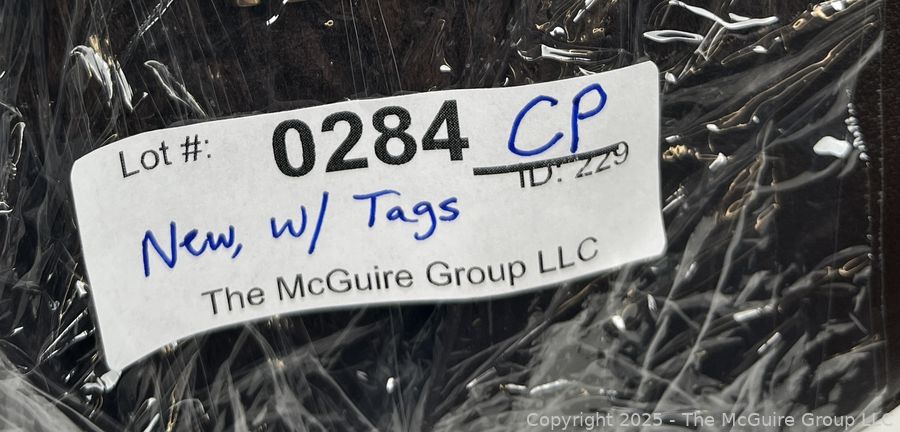 Lot #: 0284 CP
ID: 229
New, w/ Tags
The McGuire Group LLC
Copyright 2025 - The McGuire Group LLC